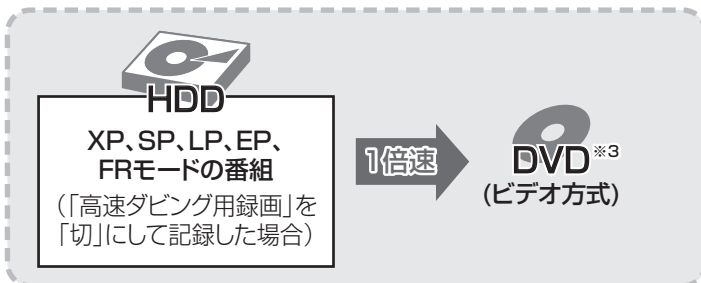 HDD
XP、SP、LP、EP、
FRモードの番組
（「高速ダビング用録画」を
「切」にして記録した場合）
1倍速
DVD※3
(ビデオ方式)